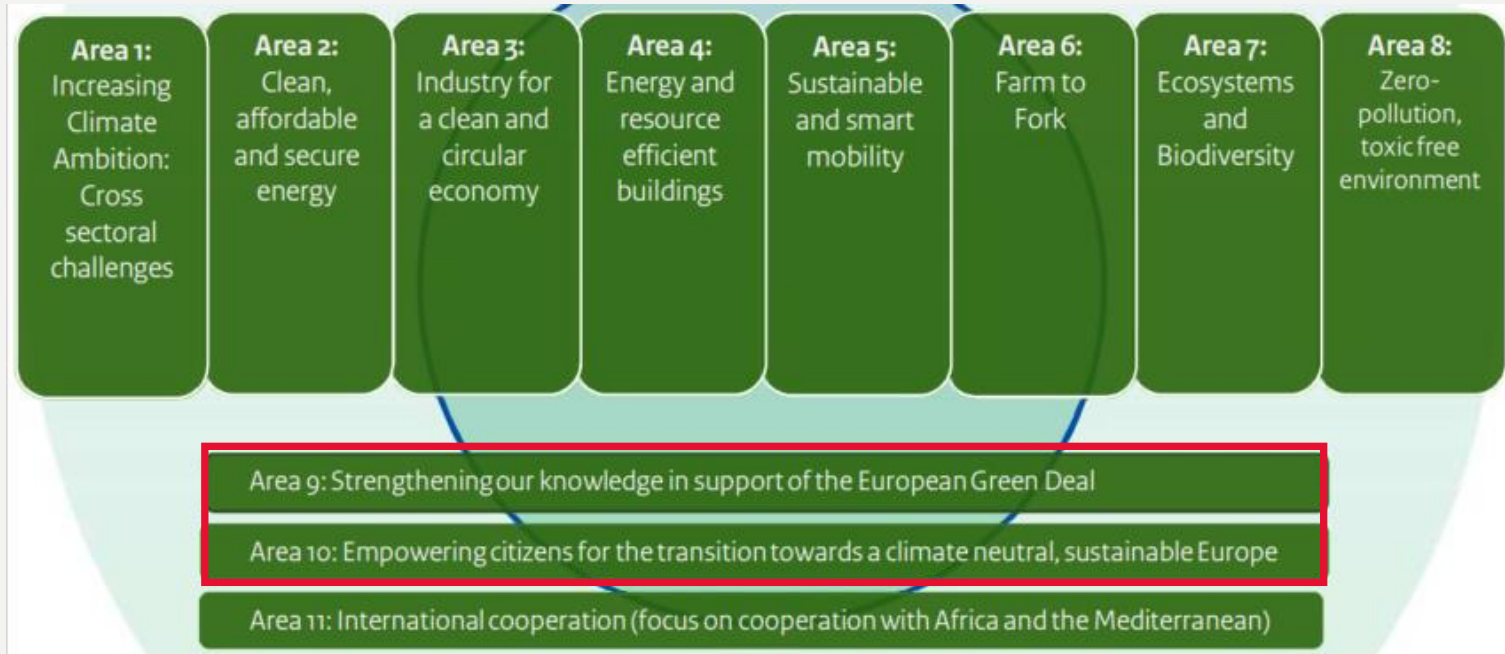 Area 1:
Increasing
Climate
Ambition:
Cross
sectoral
challenges
Area 2:
Clean,
affordable
and secure
energy
Area 3:
Industry for
a clean and
circular
economy
Area 4:
Energy and
resource
efficient
buildings
Area 5:
Sustainable
and smart
mobility
Area 6:
Farm to
Fork
Area 7:
Ecosystems
and
Biodiversity
Area 8:
Zero-
pollution,
toxic free
environment
Area 9: Strengthening our knowledge in support of the European Green Deal
Area 10: Empowering citizens for the transition towards a climate neutral, sustainable Europe
Area 11: International cooperation (focus on cooperation with Africa and the Mediterranean)